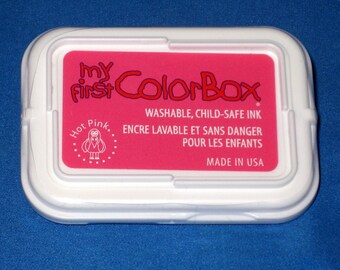 my
first ColorBox®
WASHABLE, CHILD-SAFE INK
ENCRE LAVABLE ET SANS DANGER
POUR LES ENFANTS
Hot Pink
MADE IN USA